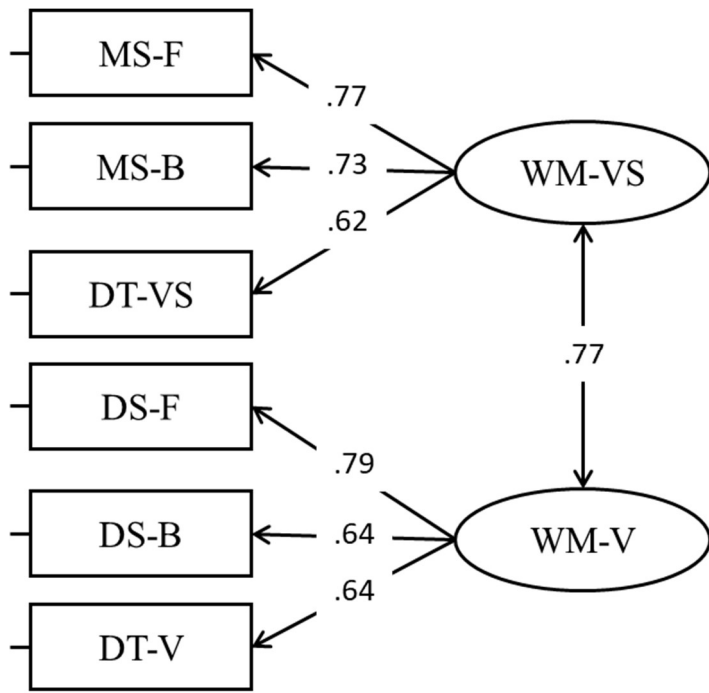 MS-F
.77
MS-B
.73
WM-VS
.62
DT-VS
.77
DS-F
.79
DS-B
.64
WM-V
.64
DT-V